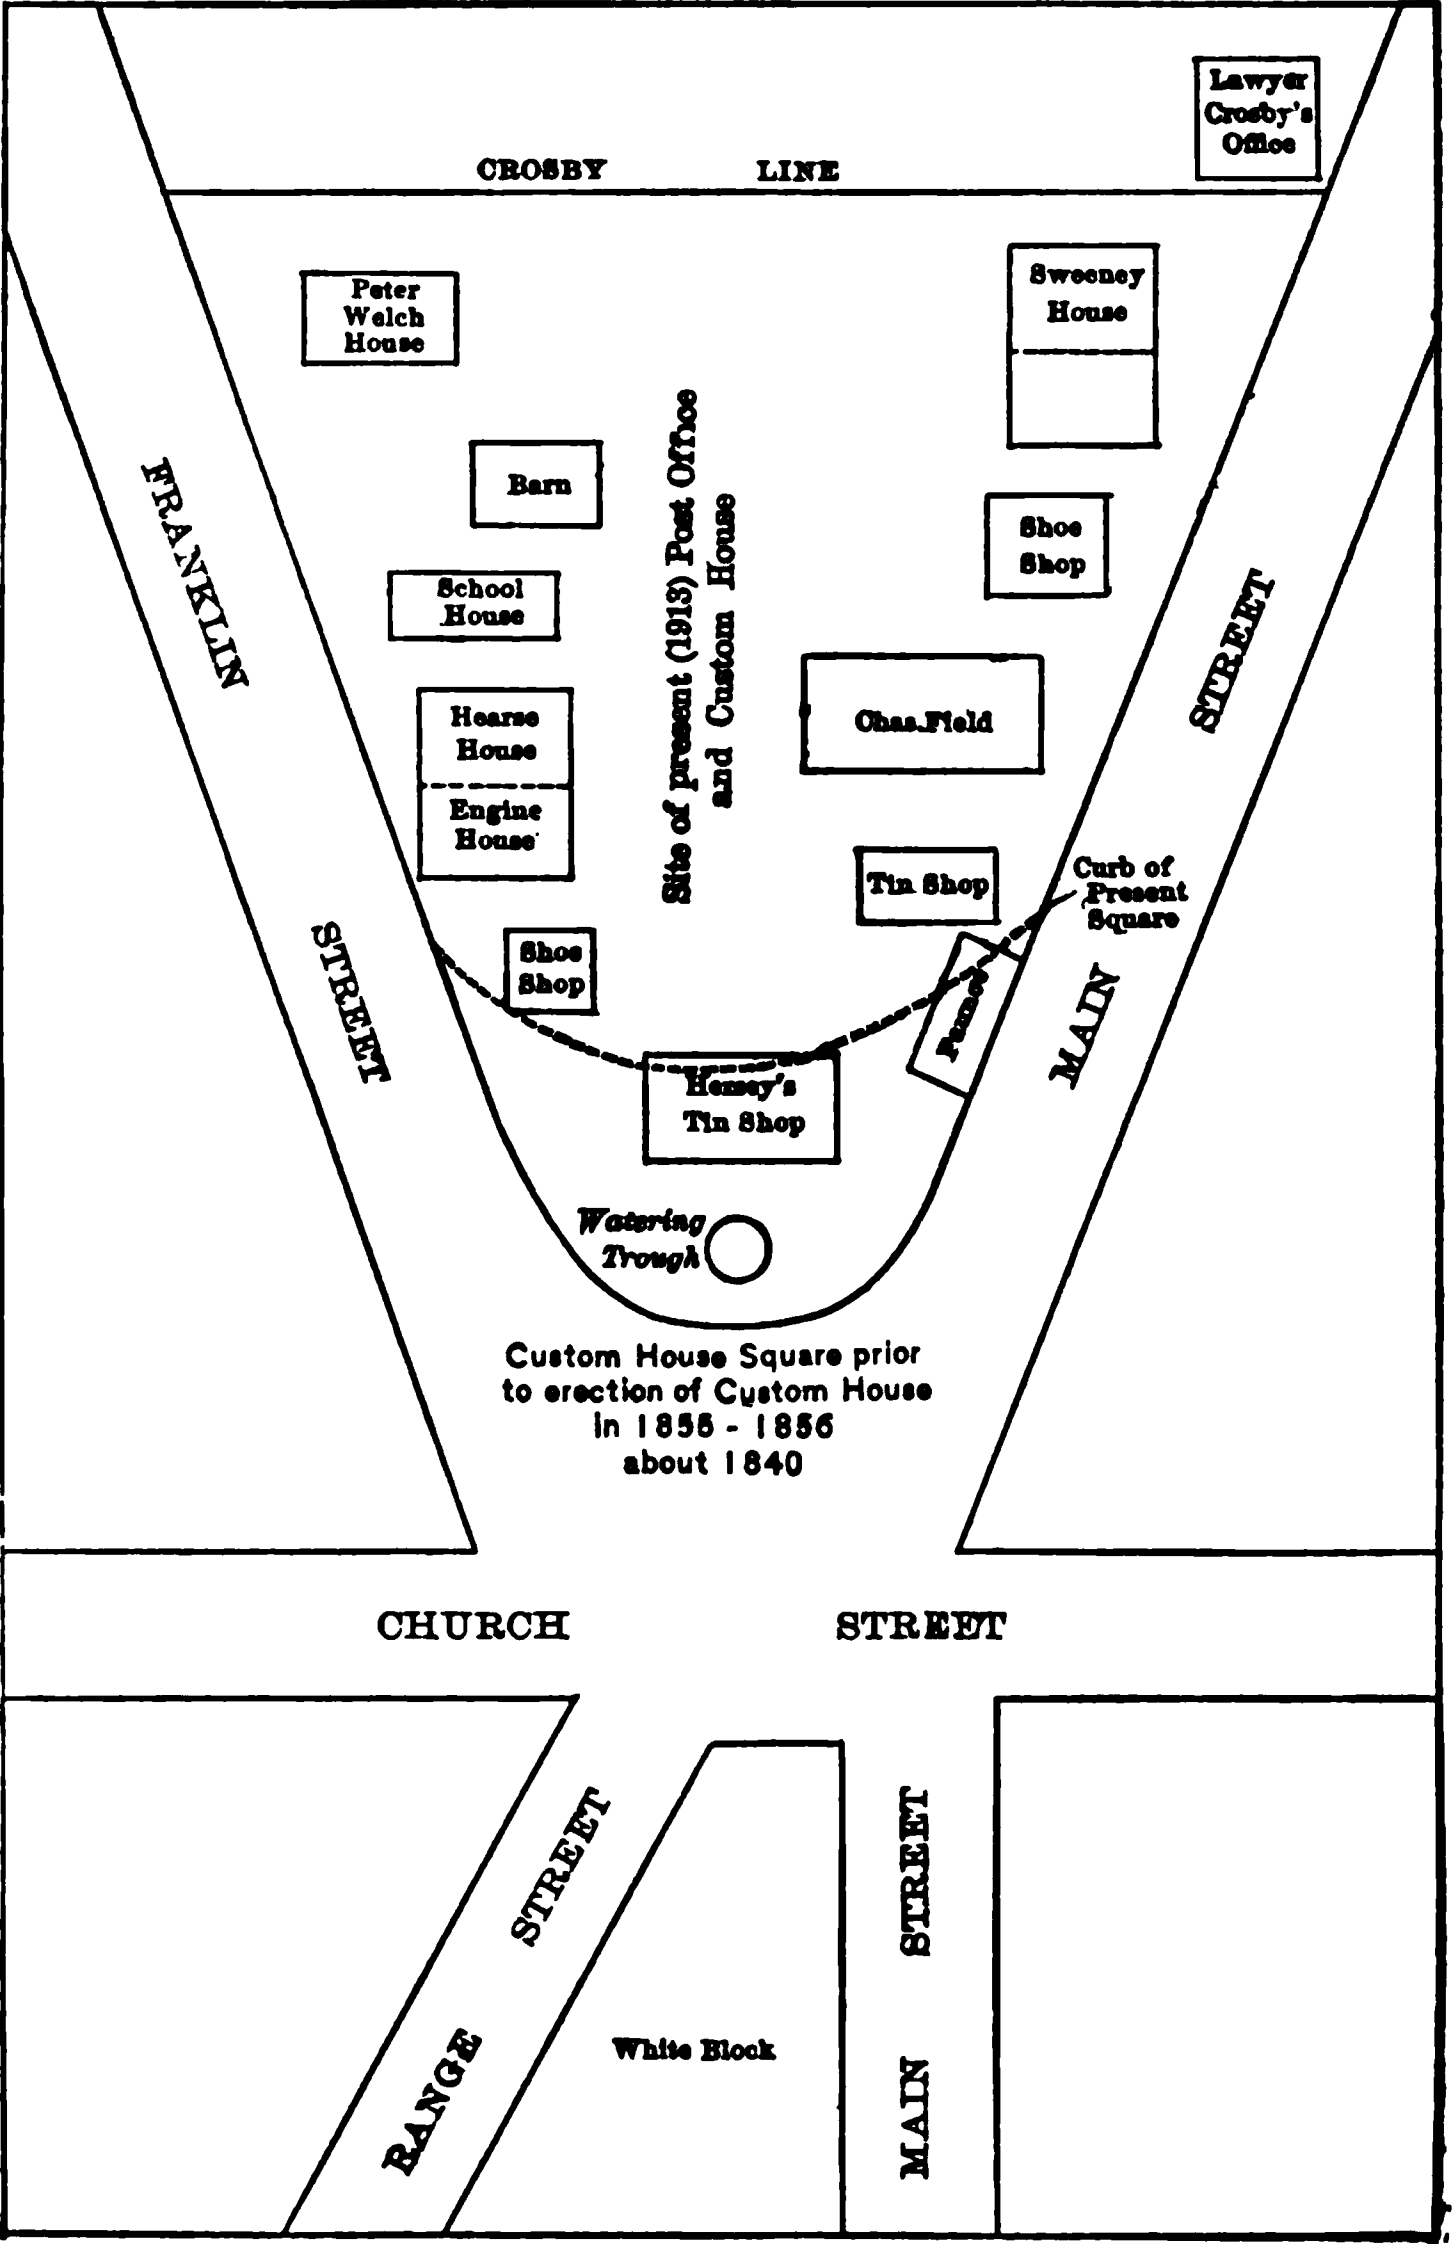 Lawyer
Crosby's
Office
CROSBY LINE
Peter
Welch
House
Sweeney
House
Barn
Shoe
Shop
School
House
Site of present (1913) Post Office
and Custom House
FRANKLIN
STREET
Hearse
House
Engine
House
Chas. Field
STREET
Tin Shop
Curb of
Present
Square
Shoe
Shop
MAIN
Hersey's
Tin Shop
Watering
Trough
Custom House Square prior
to erection of Custom House
in 1855 - 1856
about 1840
CHURCH STREET
RANGE STREET
White Block
MAIN STREET